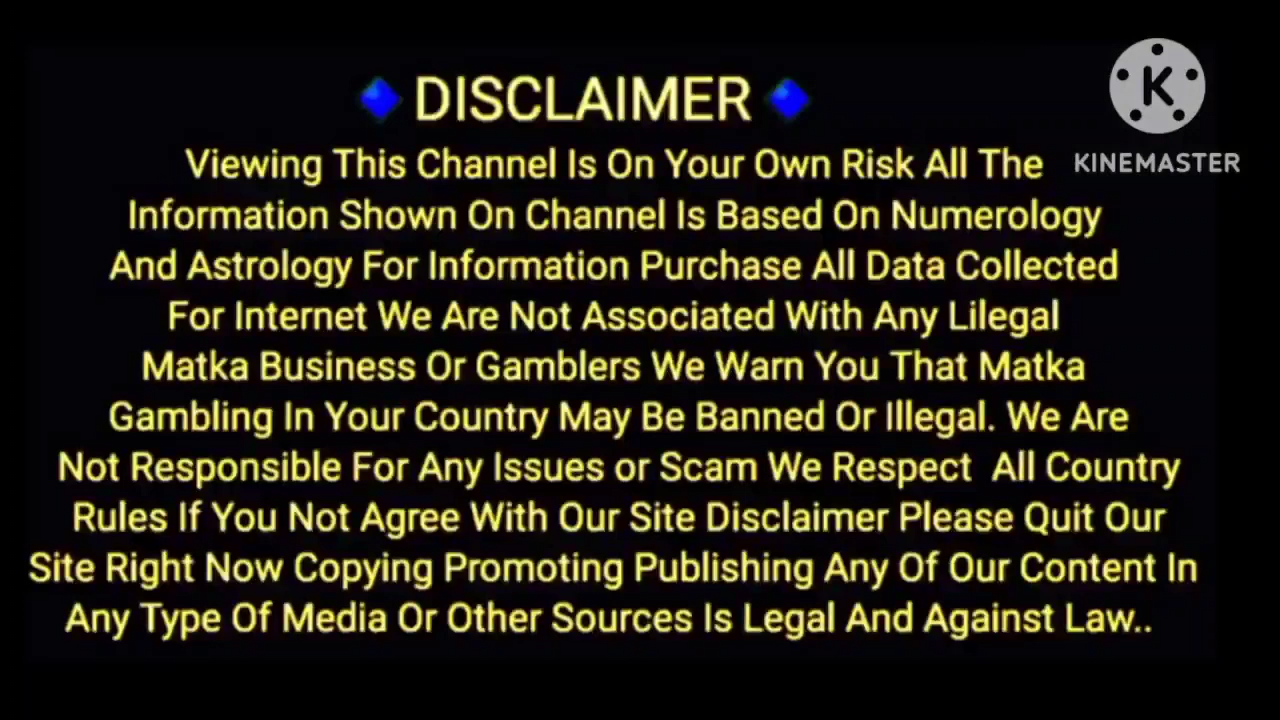 DISCLAIMER
Viewing This Channel Is On Your Own Risk All The
Information Shown On Channel Is Based On Numerology
And Astrology For Information Purchase All Data Collected
For Internet We Are Not Associated With Any Lilegal
Matka Business Or Gamblers We Warn You That Matka
Gambling In Your Country May Be Banned Or Illegal. We Are
Not Responsible For Any Issues or Scam We Respect  All Country
Rules If You Not Agree With Our Site Disclaimer Please Quit Our
Site Right Now Copying Promoting Publishing Any Of Our Content In
Any Type Of Media Or Other Sources Is Legal And Against Law..
K
KINEMASTER